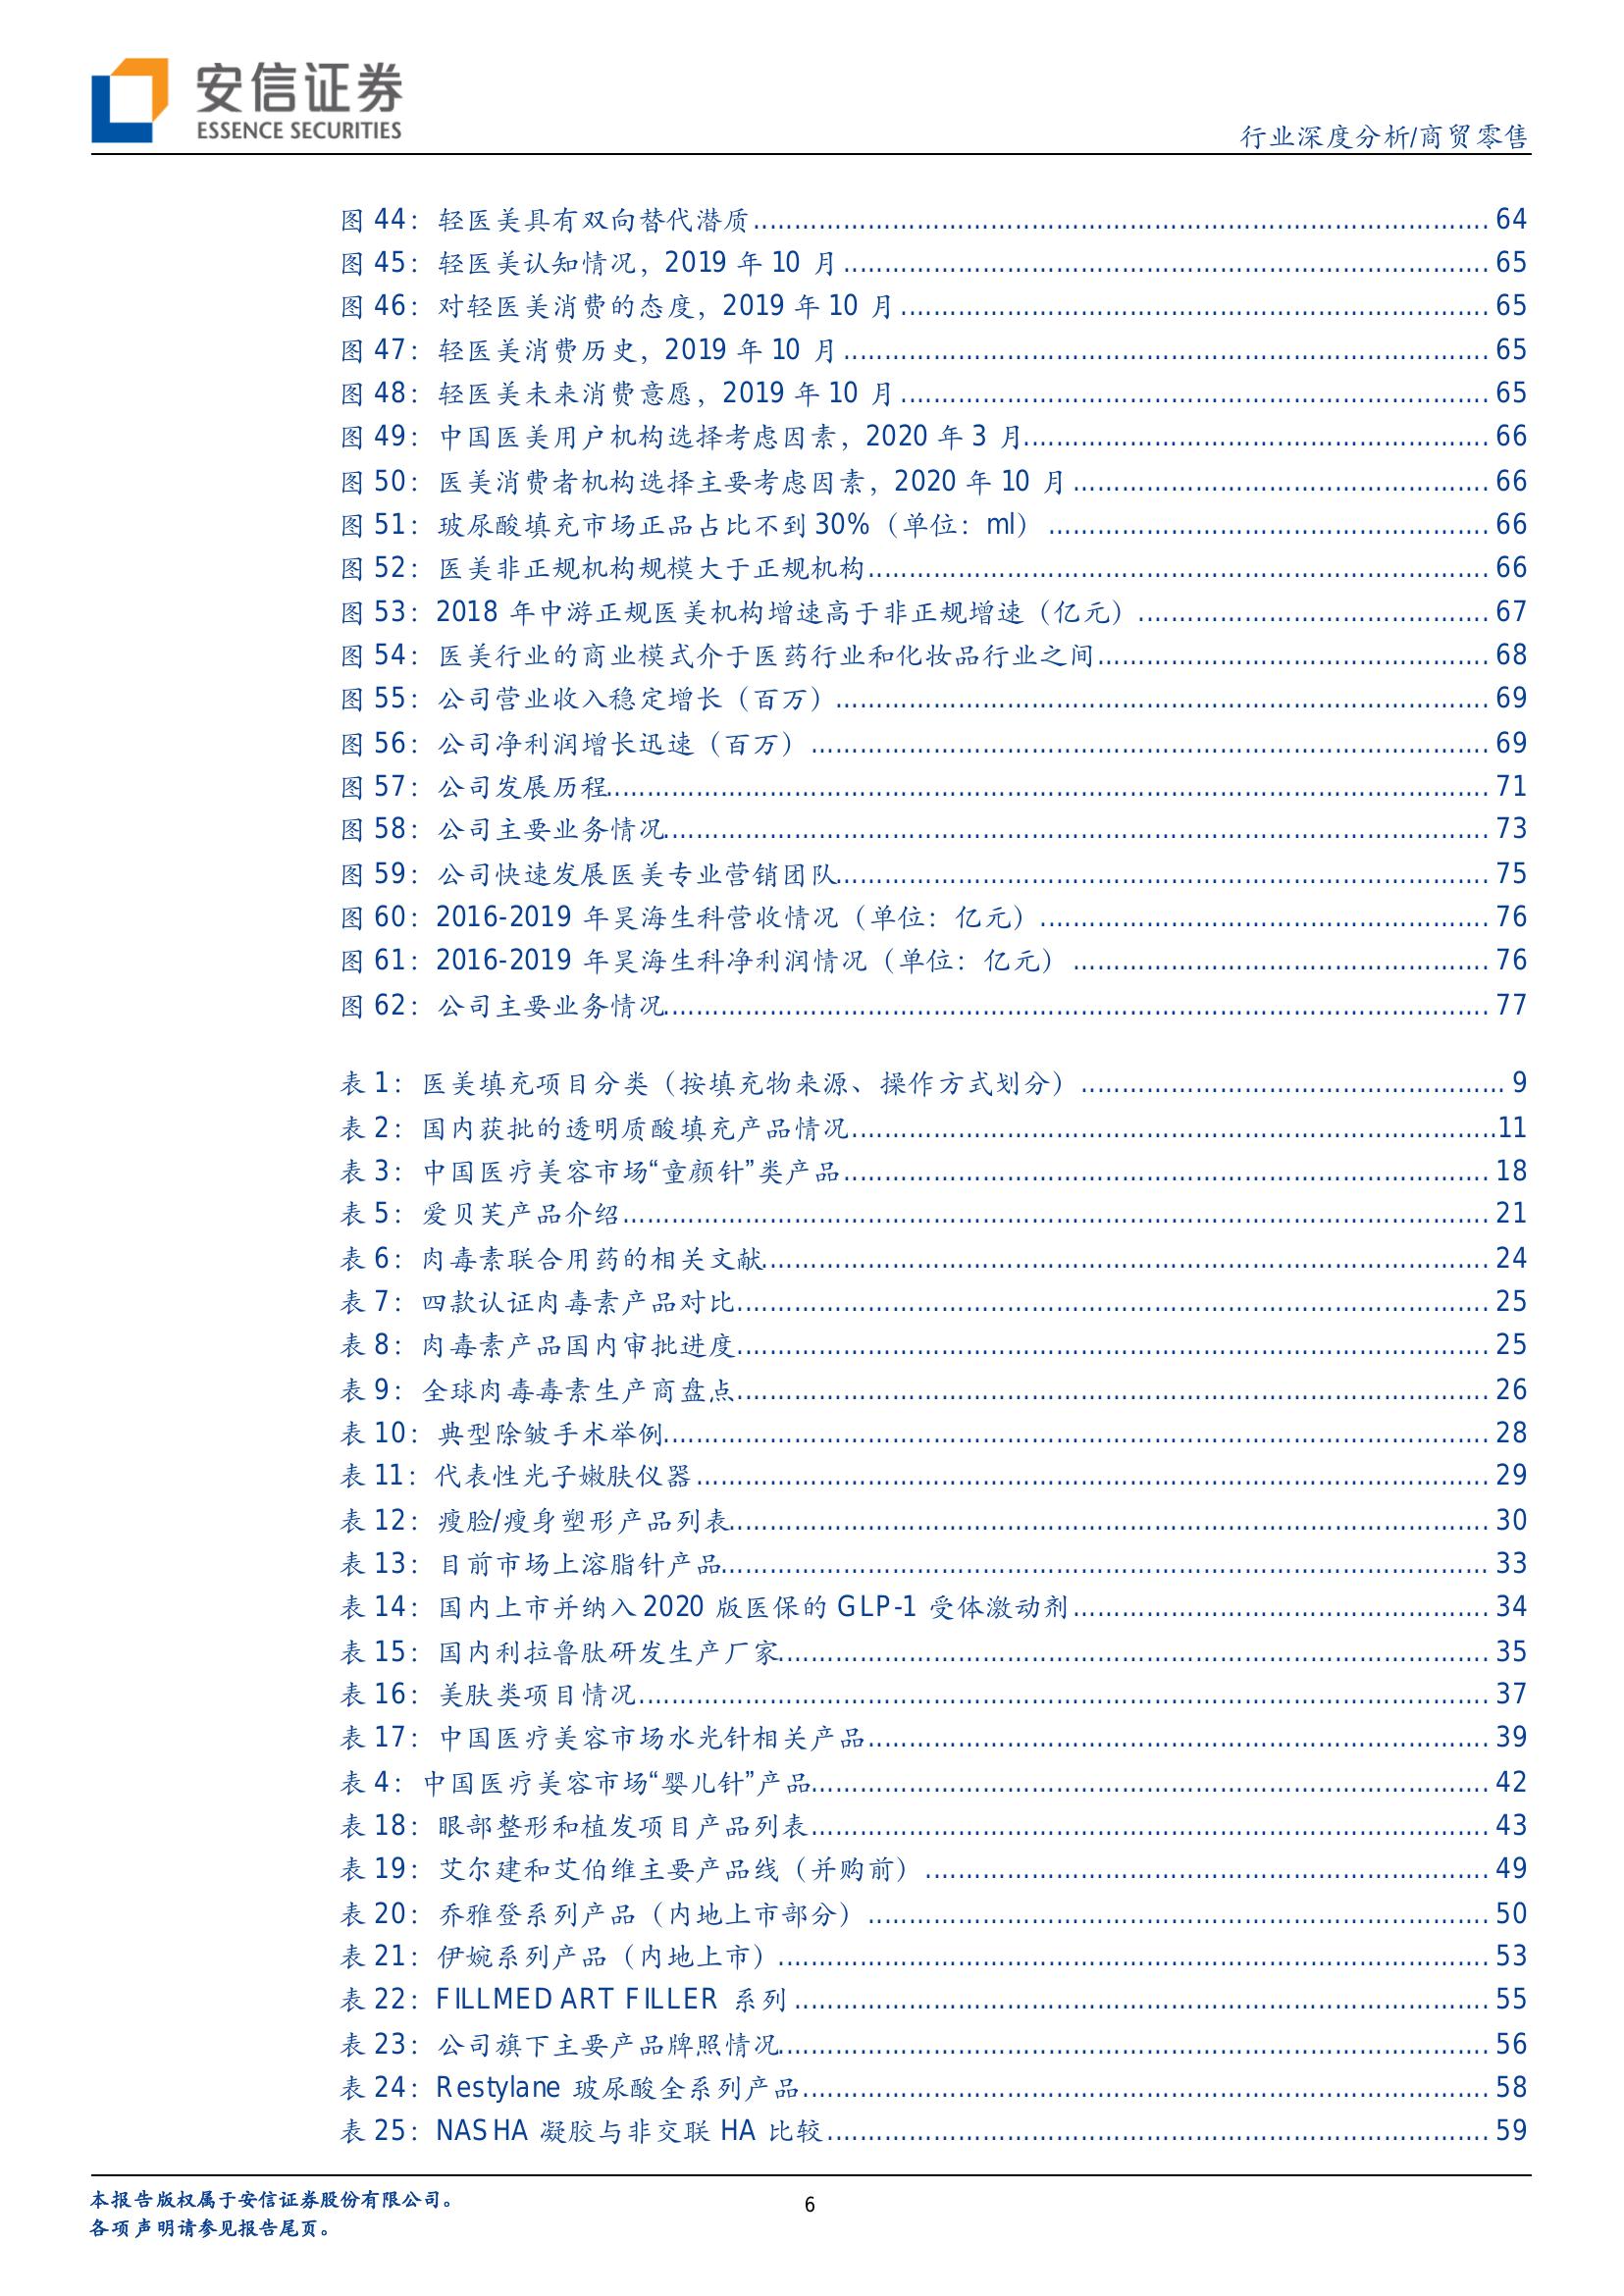 安信证券
ESSENCE SECURITIES
行业深度分析/商贸零售
图 44：轻医美具有双向替代潜质 64
图 45：轻医美认知情况，2019 年 10 月 65
图 46：对轻医美消费的态度，2019 年 10 月 65
图 47：轻医美消费历史，2019 年 10 月 65
图 48：轻医美未来消费意愿，2019 年 10 月 65
图 49：中国医美用户机构选择考虑因素，2020 年 3 月 66
图 50：医美消费者机构选择主要考虑因素，2020 年 10 月 66
图 51：玻尿酸填充市场正品占比不到 30%（单位：ml） 66
图 52：医美非正规机构规模大于正规机构 66
图 53：2018 年中游正规医美机构增速高于非正规增速（亿元） 67
图 54：医美行业的商业模式介于医药行业和化妆品行业之间 68
图 55：公司营业收入稳定增长（百万） 69
图 56：公司净利润增长迅速（百万） 69
图 57：公司发展历程 71
图 58：公司主要业务情况 73
图 59：公司快速发展医美专业营销团队 75
图 60：2016-2019 年昊海生科营收情况（单位：亿元） 76
图 61：2016-2019 年昊海生科净利润情况（单位：亿元） 76
图 62：公司主要业务情况 77
表 1：医美填充项目分类（按填充物来源、操作方式划分） 9
表 2：国内获批的透明质酸填充产品情况 11
表 3：中国医疗美容市场“童颜针”类产品 18
表 5：爱贝芙产品介绍 21
表 6：肉毒素联合用药的相关文献 24
表 7：四款认证肉毒素产品对比 25
表 8：肉毒素产品国内审批进度 25
表 9：全球肉毒毒素生产商盘点 26
表 10：典型除皱手术举例 28
表 11：代表性光子嫩肤仪器 29
表 12：瘦脸/瘦身塑形产品列表 30
表 13：目前市场上溶脂针产品 33
表 14：国内上市并纳入 2020 版医保的 GLP-1 受体激动剂 34
表 15：国内利拉鲁肽研发生产厂家 35
表 16：美肤类项目情况 37
表 17：中国医疗美容市场水光针相关产品 39
表 4：中国医疗美容市场“婴儿针”产品 42
表 18：眼部整形和植发项目产品列表 43
表 19：艾尔建和艾伯维主要产品线（并购前） 49
表 20：乔雅登系列产品（内地上市部分） 50
表 21：伊婉系列产品（内地上市） 53
表 22：FILLMED ART FILLER 系列 55
表 23：公司旗下主要产品牌照情况 56
表 24：Restylane 玻尿酸全系列产品 58
表 25：NASHA 凝胶与非交联 HA 比较 59
本报告版权属于安信证券股份有限公司。
各项声明请参见报告尾页。
6